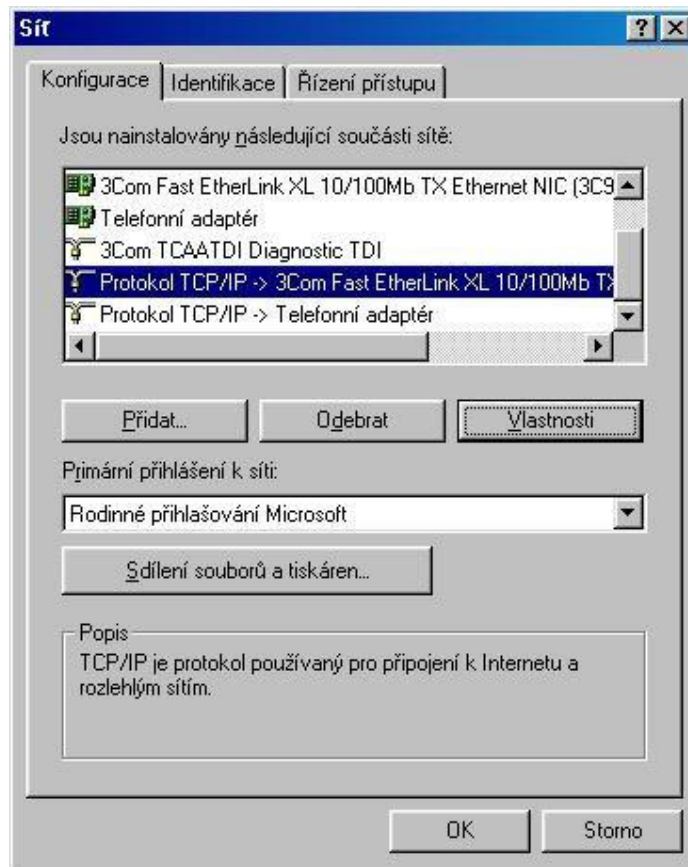 Síť
Konfigurace Identifikace Řízení přístupu
Jsou nainstalovány následující součásti sítě:
3Com Fast EtherLink XL 10/100Mb TX Ethernet NIC (3C9
Telefonní adaptér
3Com TCAATDI Diagnostic TDI
Protokol TCP/IP -> 3Com Fast EtherLink XL 10/100Mb TX
Protokol TCP/IP -> Telefonní adaptér
Přidat... Odebrat Vlastnosti
Primární přihlášení k síti:
Rodinné přihlašování Microsoft
Sdílení souborů a tiskáren...
Popis
TCP/IP je protokol používaný pro připojení k Internetu a
rozlehlým sítím.
OK Storno